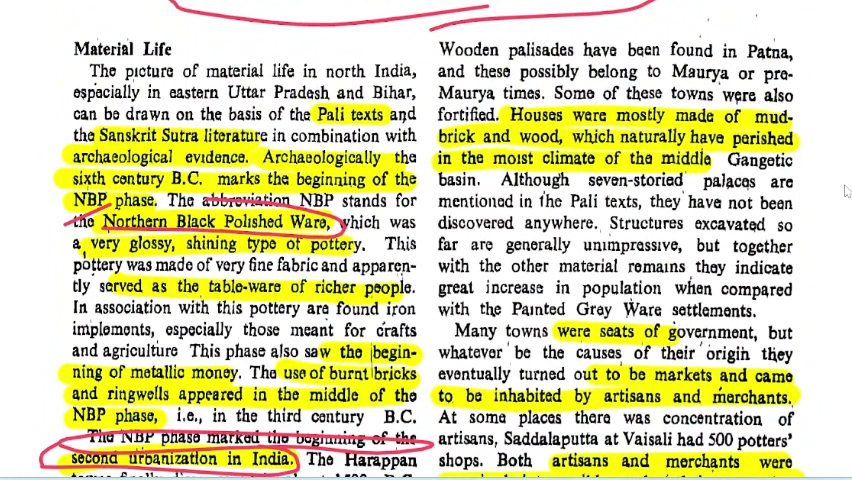 Material Life
The picture of material life in north India,
especially in eastern Uttar Pradesh and Bihar,
can be drawn on the basis of the Pali texts and
the Sanskrit Sutra literature in combination with
archaeological evidence. Archaeologically the
sixth century B.C. marks the beginning of the
NBP phase. The abbreviation NBP stands for
the Northern Black Polished Ware, which was
a very glossy, shining type of pottery. This
pottery was made of very fine fabric and apparen-
tly served as the table-ware of richer people.
In association with this pottery are found iron
implements, especially those meant for crafts
and agriculture This phase also saw the begin-
ning of metallic money. The use of burnt bricks
and ringwells appeared in the middle of the
NBP phase, i.e., in the third century B.C.
The NBP phase marked the beginning of the
second urbanization in India. The Harappan
Wooden palisades have been found in Patna,
and these possibly belong to Maurya or pre-
Maurya times. Some of these towns were also
fortified. Houses were mostly made of mud-
brick and wood, which naturally have perished
in the moist climate of the middle Gangetic
basin. Although seven-storied palaces are
mentioned in the Pali texts, they have not been
discovered anywhere. Structures excavated so
far are generally unimpressive, but together
with the other material remains they indicate
great increase in population when compared
with the Painted Grey Ware settlements.
Many towns were seats of government, but
whatever be the causes of their origin they
eventually turned out to be markets and came
to be inhabited by artisans and merchants.
At some places there was concentration of
artisans, Saddalaputta at Vaisali had 500 potters'
shops. Both artisans and merchants were